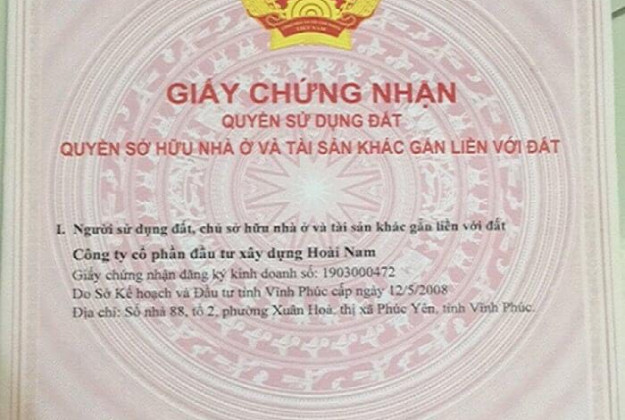 VIỆT NAM
GIẤY CHỨNG NHẬN
QUYỀN SỬ DỤNG ĐẤT
QUYỀN SỞ HỮU NHÀ Ở VÀ TÀI SẢN KHÁC GẮN LIỀN VỚI ĐẤT
I. Người sử dụng đất, chủ sở hữu nhà ở và tài sản khác gắn liền với đất
Công ty cổ phần đầu tư xây dựng Hoài Nam
Giấy chứng nhận đăng ký kinh doanh số: 1903000472
Do Sở Kế hoạch và Đầu tư tỉnh Vĩnh Phúc cấp ngày 12/5/2008
Địa chỉ: Số nhà 88, tổ 2, phường Xuân Hoà, thị xã Phúc Yên, tỉnh Vĩnh Phúc.